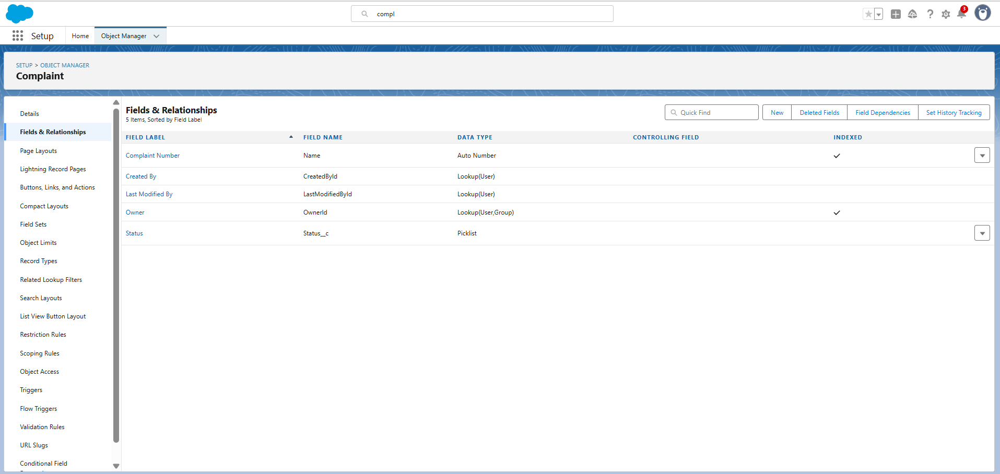 compl
3
Setup
Home
Object Manager
SETUP > OBJECT MANAGER
Complaint
Details
Fields & Relationships
Page Layouts
Lightning Record Pages
Buttons, Links, and Actions
Compact Layouts
Field Sets
Object Limits
Record Types
Related Lookup Filters
Search Layouts
List View Button Layout
Restriction Rules
Scoping Rules
Object Access
Triggers
Flow Triggers
Validation Rules
URL Slugs
Conditional Field
Fields & Relationships
5 Items, Sorted by Field Label
Quick Find
New
Deleted Fields
Field Dependencies
Set History Tracking
FIELD LABEL FIELD NAME DATA TYPE CONTROLLING FIELD INDEXED
Complaint Number Name Auto Number
Created By CreatedById Lookup(User)
Last Modified By LastModifiedById Lookup(User)
Owner OwnerId Lookup(User,Group)
Status Status__c Picklist